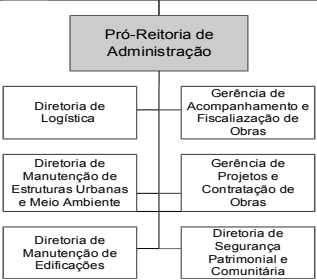 Pró-Reitoria de
Administração
Diretoria de
Logística
Gerência de
Acompanhamento e
Fiscaliazação de
Obras
Diretoria de
Manutenção de
Estruturas Urbanas
e Meio Ambiente
Gerência de
Projetos e
Contratação de
Obras
Diretoria de
Manutenção de
Edificações
Diretoria de
Segurança
Patrimonial e
Comunitária